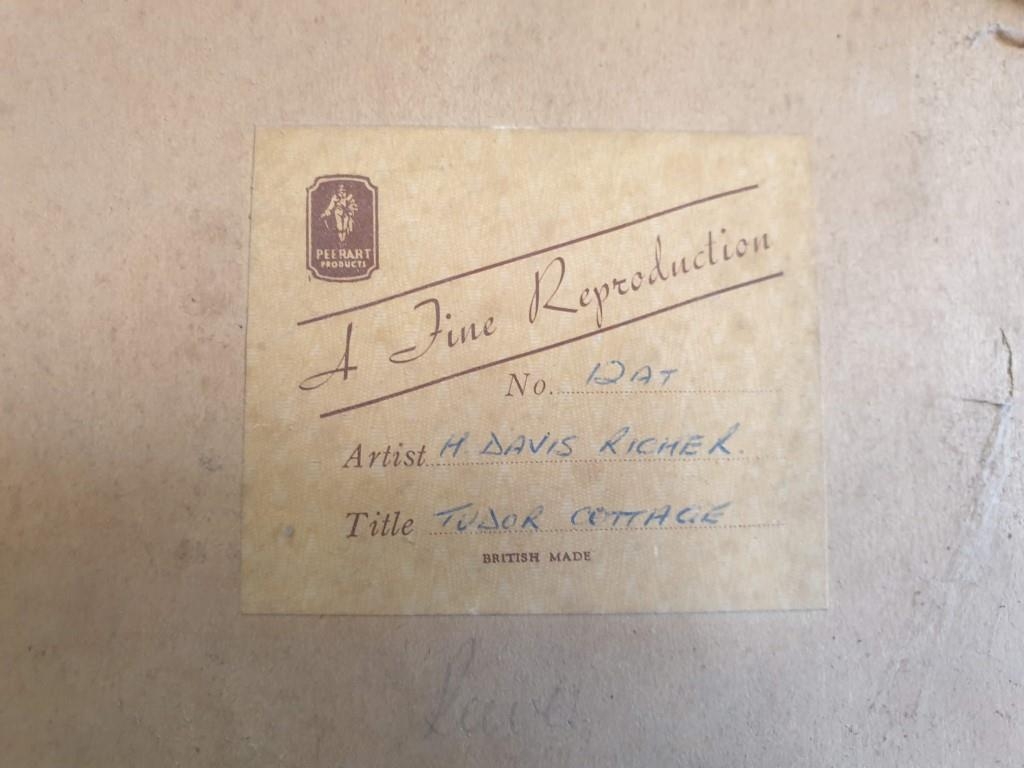 PEERART
PRODUCTS
A Fine Reproduction
No. 12AT
Artist H. DAVIS RICHER.
Title TUDOR COTTAGE
BRITISH MADE